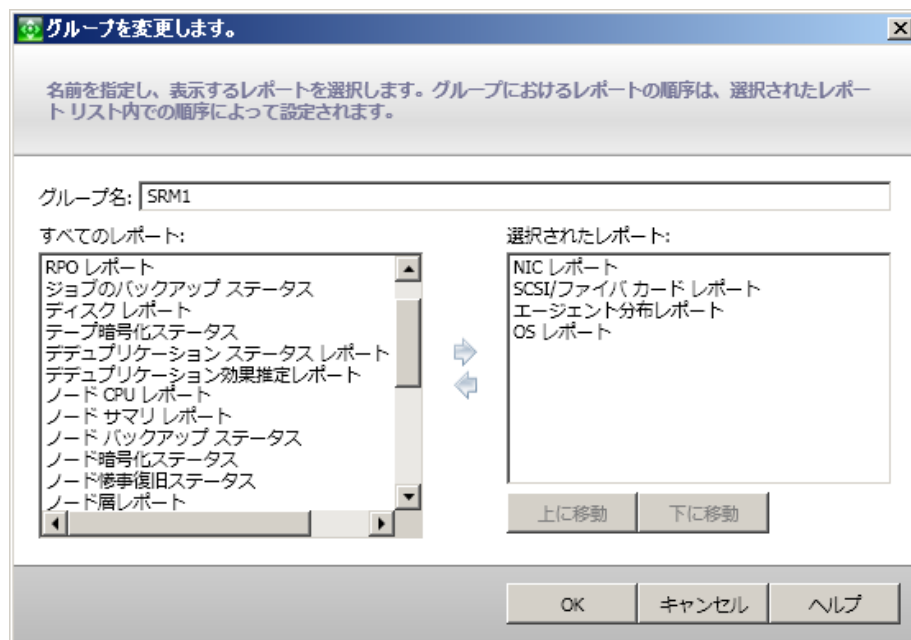 グループを変更します。
名前を指定し、表示するレポートを選択します。グループにおけるレポートの順序は、選択されたレポー
ト リスト内での順序によって設定されます。
グループ名: SRM1
すべてのレポート:
RPO レポート
ジョブのバックアップ ステータス
ディスク レポート
テープ暗号化ステータス
デデュプリケーション ステータス レポート
デデュプリケーション効果推定レポート
ノード CPU レポート
ノード サマリ レポート
ノード バックアップ ステータス
ノード暗号化ステータス
ノード惨事復旧ステータス
ノード層レポート
選択されたレポート:
NIC レポート
SCSI/ファイバ カード レポート
エージェント分布レポート
OS レポート
上に移動
下に移動
OK
キャンセル
ヘルプ